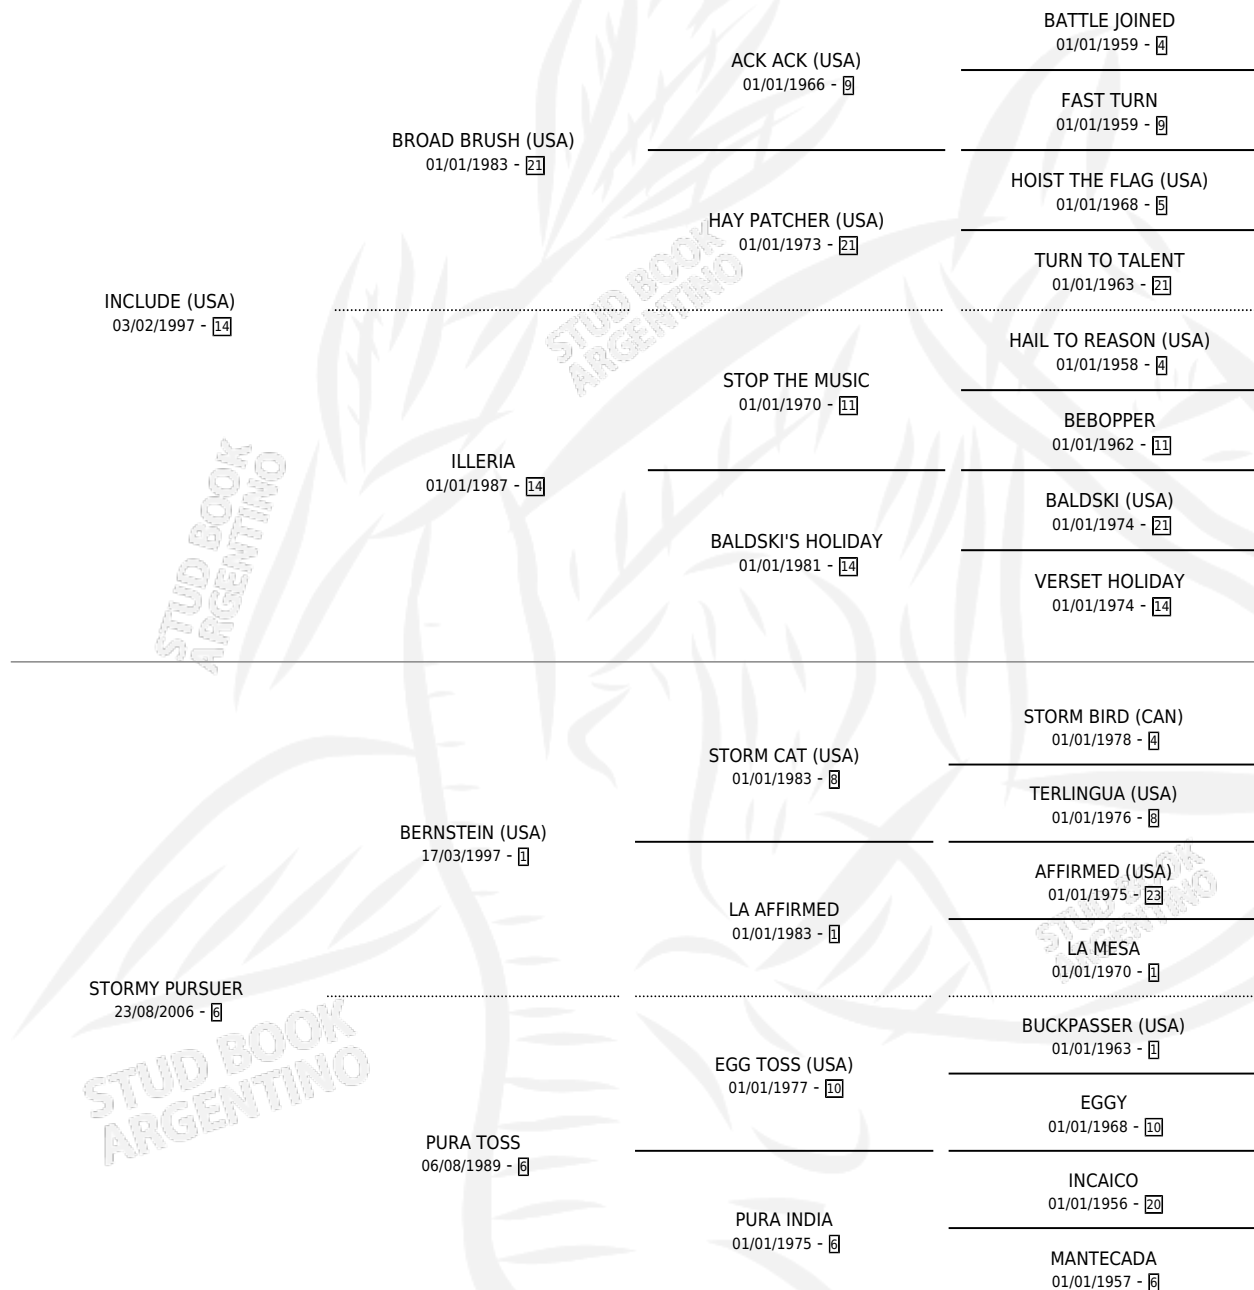 BATTLE JOINED
01/01/1959 - 4
ACK ACK (USA)
01/01/1966 - 9
FAST TURN
01/01/1959 - 9
BROAD BRUSH (USA)
01/01/1983 - 21
HOIST THE FLAG (USA)
01/01/1968 - 5
HAY PATCHER (USA)
01/01/1973 - 21
TURN TO TALENT
01/01/1963 - 21
INCLUDE (USA)
03/02/1997 - 14
STUD BOOK
ARGENTINO
HAIL TO REASON (USA)
01/01/1958 - 4
STOP THE MUSIC
01/01/1970 - 11
BEBOPPER
01/01/1962 - 11
ILLERIA
01/01/1987 - 14
BALDSKI (USA)
01/01/1974 - 21
BALDSKI'S HOLIDAY
01/01/1981 - 14
VERSET HOLIDAY
01/01/1974 - 14
STUD BOOK
ARGENTINO
STORM BIRD (CAN)
01/01/1978 - 4
STORM CAT (USA)
01/01/1983 - 8
TERLINGUA (USA)
01/01/1976 - 8
BERNSTEIN (USA)
17/03/1997 - 1
AFFIRMED (USA)
01/01/1975 - 23
LA AFFIRMED
01/01/1983 - 1
STUD BOOK
ARGENTINO
LA MESA
01/01/1970 - 1
STORMY PURSUER
23/08/2006 - 6
BUCKPASSER (USA)
01/01/1963 - 1
EGG TOSS (USA)
01/01/1977 - 10
EGGY
01/01/1968 - 10
STUD BOOK
ARGENTINO
PURA TOSS
06/08/1989 - 6
INCAICO
01/01/1956 - 20
PURA INDIA
01/01/1975 - 6
MANTECADA
01/01/1957 - 6